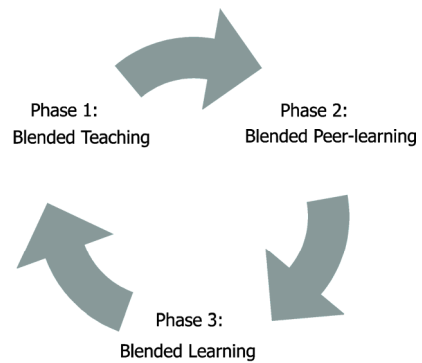 Phase 1:
Blended Teaching
Phase 2:
Blended Peer-learning
Phase 3:
Blended Learning